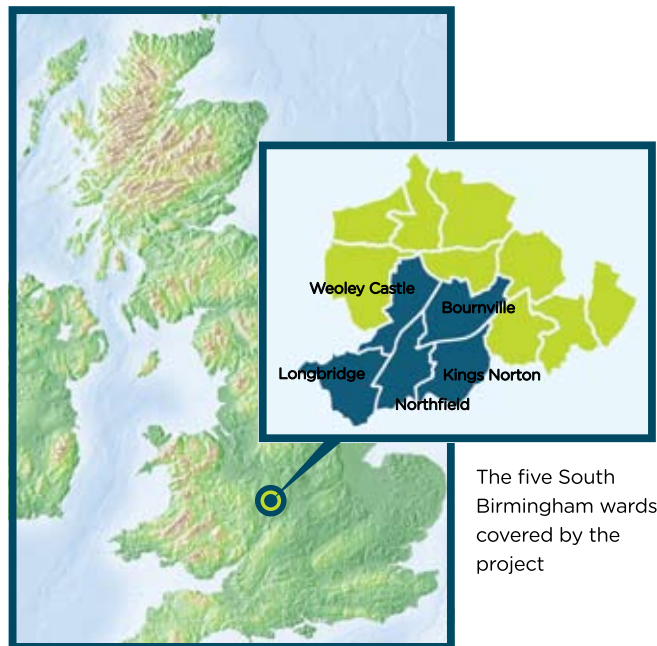 Weoley Castle
Bournville
Longbridge
Kings Norton
Northfield
The five South
Birmingham wards
covered by the
project